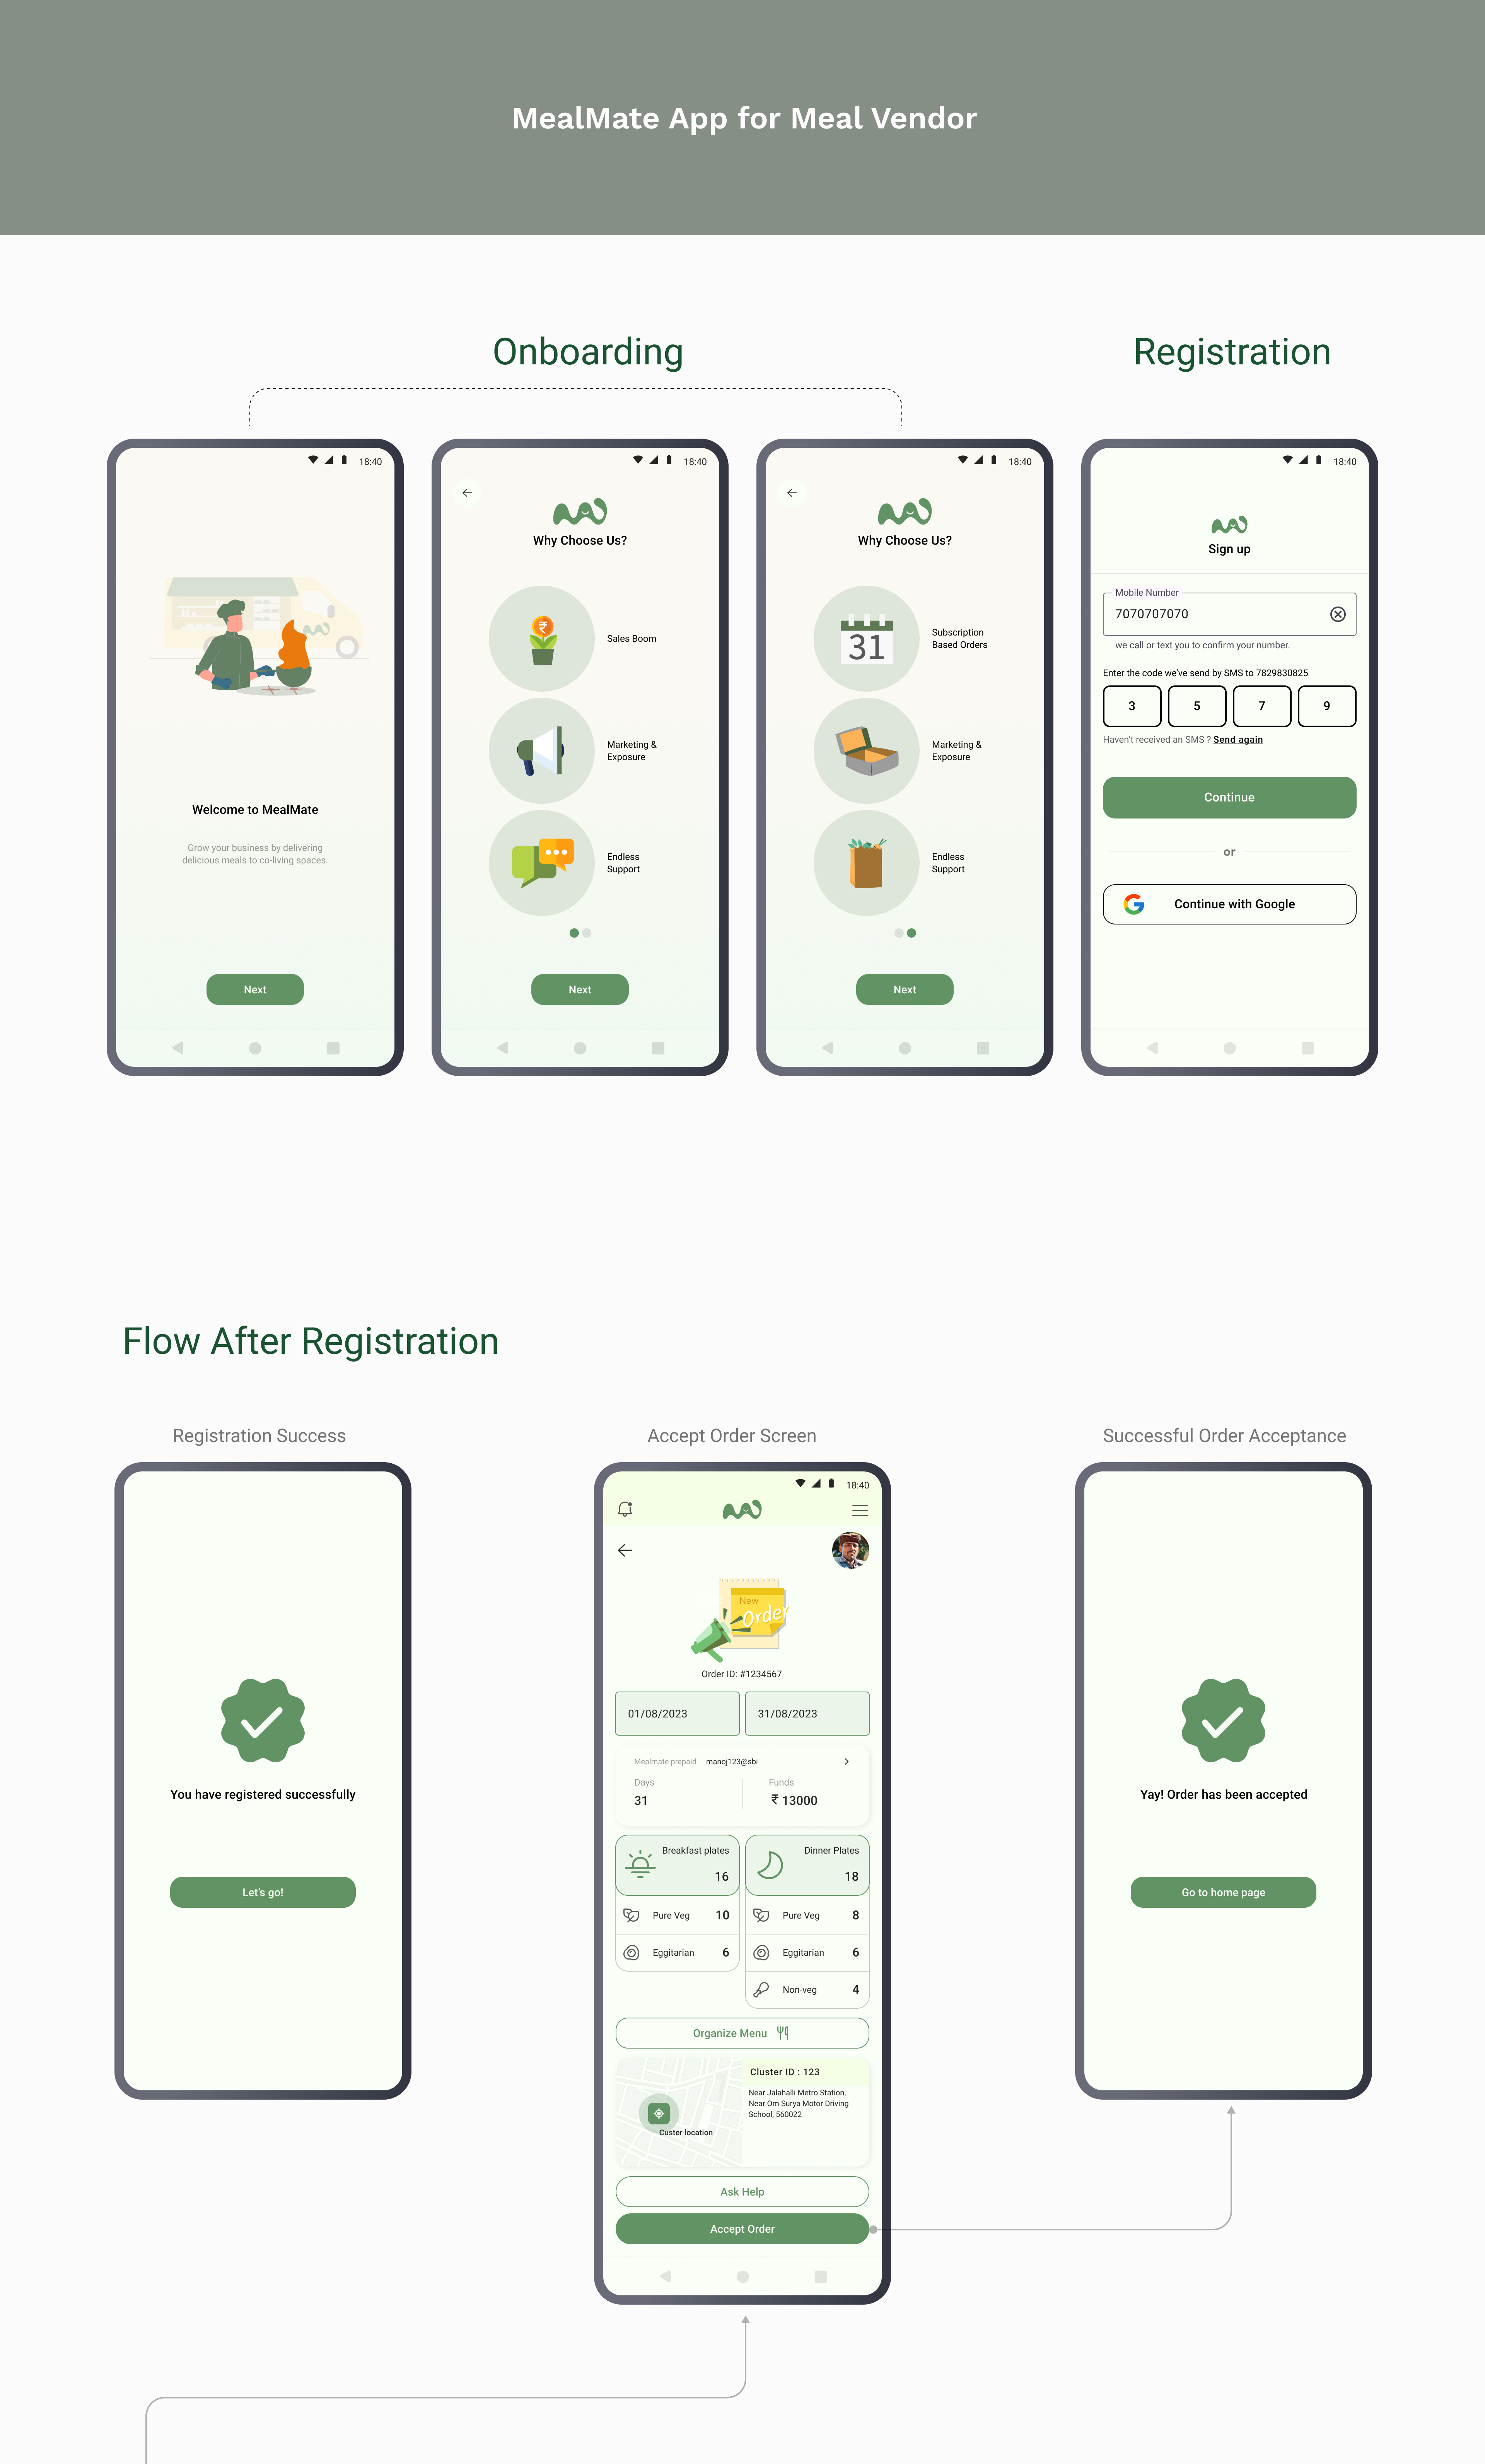 MealMate App for Meal Vendor
Onboarding
Registration
18:40
Welcome to MealMate
Grow your business by delivering
delicious meals to co-living spaces.
Next
18:40
Why Choose Us?
₹
Sales Boom
Marketing &
Exposure
Endless
Support
Next
18:40
Why Choose Us?
31
Subscription
Based Orders
Marketing &
Exposure
Endless
Support
Next
18:40
Sign up
Mobile Number
7070707070
we call or text you to confirm your number.
Enter the code we've send by SMS to 7829830825
3 5 7 9
Haven't received an SMS ? Send again
Continue
or
Continue with Google
Flow After Registration
Registration Success
You have registered successfully
Let's go!
Accept Order Screen
18:40
New
Order
Order ID: #1234567
01/08/2023 31/08/2023
Mealmate prepaid manoj123@sbi
Days Funds
31 ₹ 13000
Breakfast plates
16
Pure Veg 10
Eggitarian 6
Dinner Plates
18
Pure Veg 8
Eggitarian 6
Non-veg 4
Organize Menu
Custer location
Cluster ID : 123
Near Jalahalli Metro Station,
Near Om Surya Motor Driving
School, 560022
Ask Help
Accept Order
Successful Order Acceptance
Yay! Order has been accepted
Go to home page